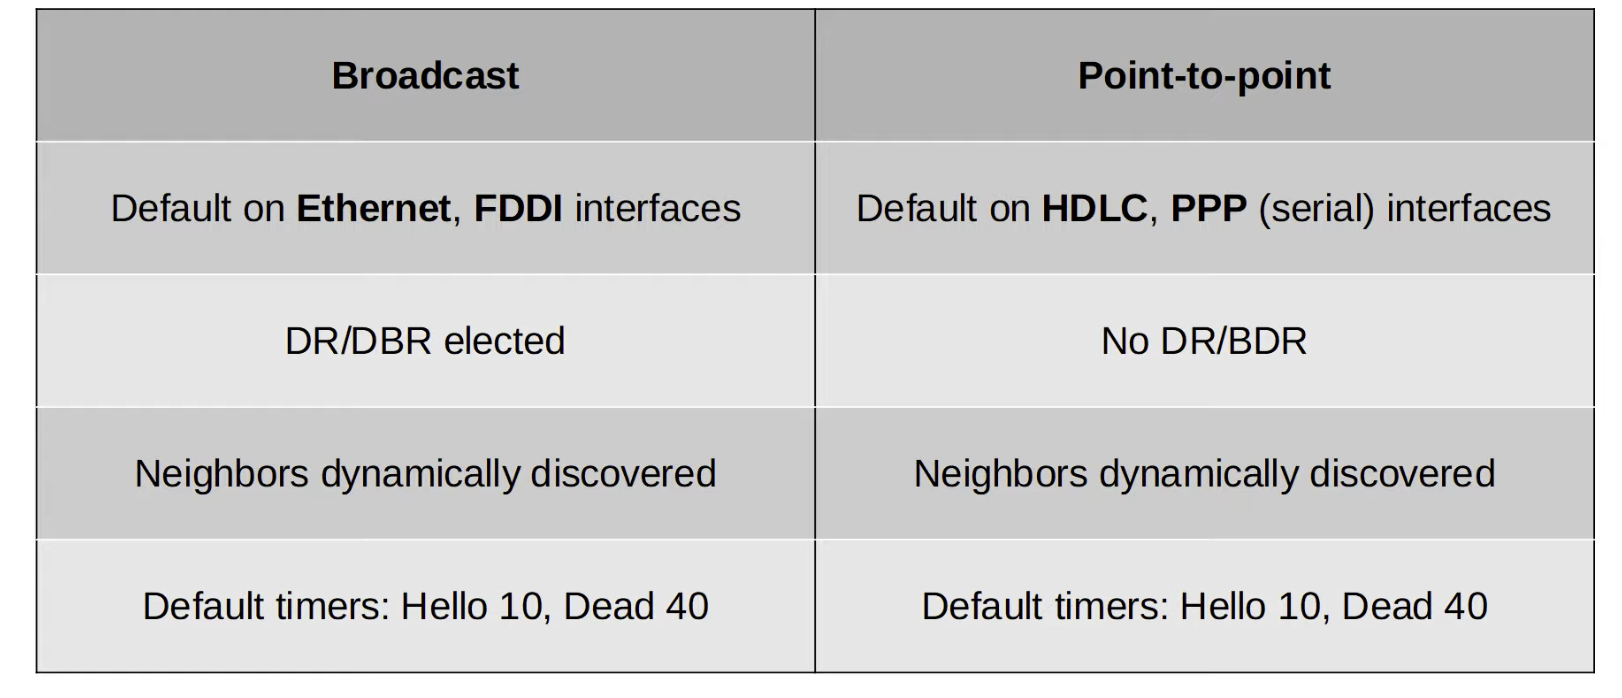 Broadcast
Point-to-point
Default on Ethernet, FDDI interfaces
Default on HDLC, PPP (serial) interfaces
DR/DBR elected
No DR/BDR
Neighbors dynamically discovered
Neighbors dynamically discovered
Default timers: Hello 10, Dead 40
Default timers: Hello 10, Dead 40